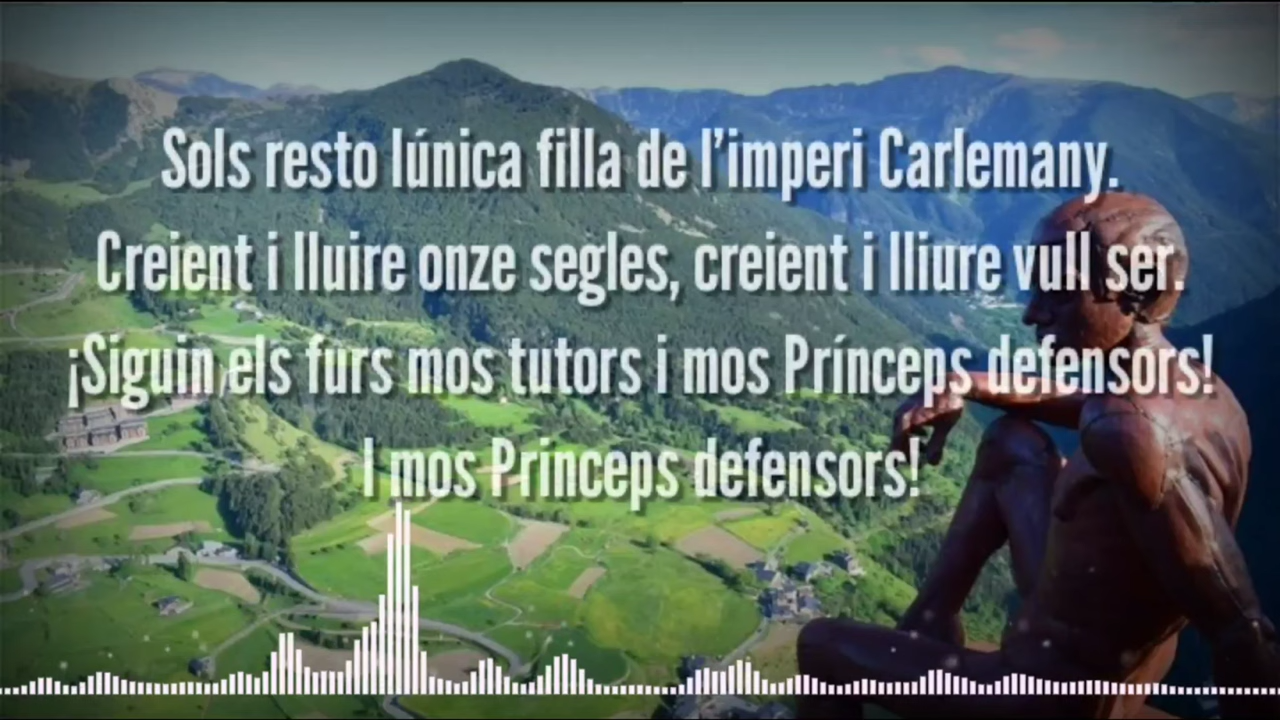 Sols resto lúnica filla de l'imperi Carlemany.
Creient i lluire onze segles, creient i lliure vull ser.
¡Siguin els furs mos tutors i mos Prínceps defensors!
I mos Princeps defensors!